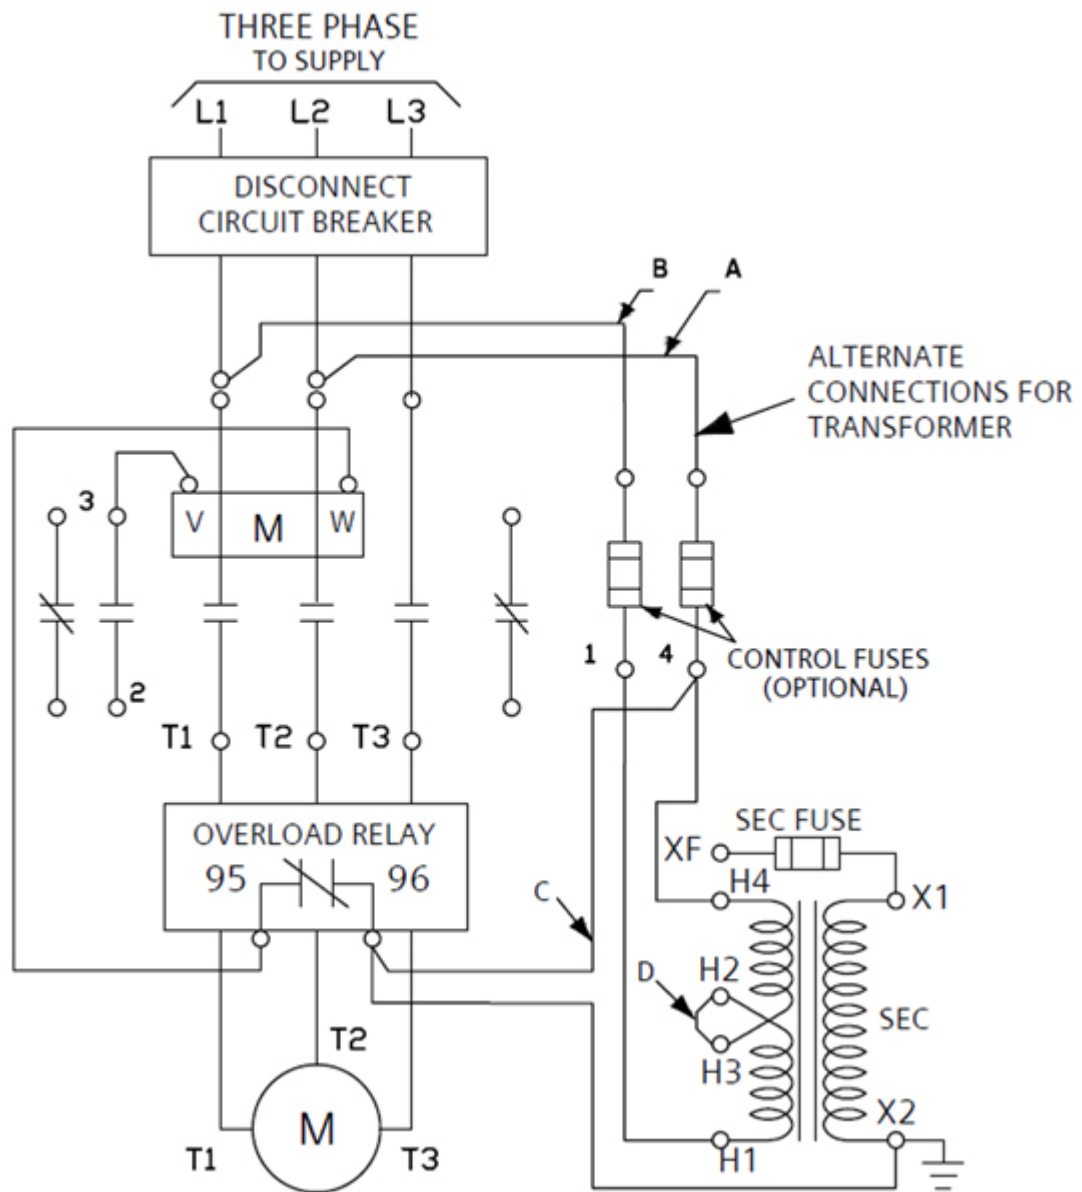 THREE PHASE
TO SUPPLY
L1 L2 L3
DISCONNECT
CIRCUIT BREAKER
B A
ALTERNATE
CONNECTIONS FOR
TRANSFORMER
3
V M W
1 4
CONTROL FUSES
(OPTIONAL)
2
T1 T2 T3
OVERLOAD RELAY
95 96
SEC FUSE
XF
H4
X1
C
D
H2
SEC
H3
T2
M
T1 T3
X2
H1